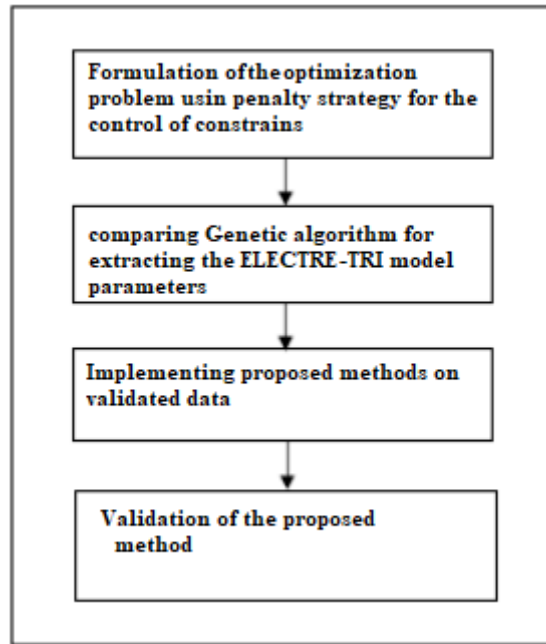 Formulation of the optimization
problem usin penalty strategy for the
control of constrains
comparing Genetic algorithm for
extracting the ELECTRE-TRI model
parameters
Implementing proposed methods on
validated data
Validation of the proposed
method